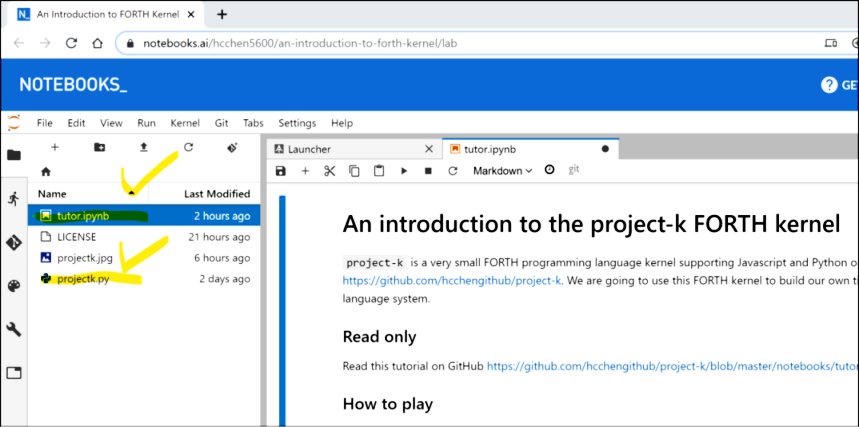 An Introduction to FORTH Kernel
notebooks.ai/hcchen5600/an-introduction-to-forth-kernel/lab
NOTEBOOKS_
GE
File Edit View Run Kernel Git Tabs Settings Help
Launcher
tutor.ipynb
Markdown
git
Name Last Modified
tutor.ipynb 2 hours ago
LICENSE 21 hours ago
projectk.jpg 6 hours ago
projectk.py 2 days ago
An introduction to the project-k FORTH kernel
project-k is a very small FORTH programming language kernel supporting Javascript and Python o
https://github.com/hcchengithub/project-k. We are going to use this FORTH kernel to build our own t
language system.
Read only
Read this tutorial on GitHub https://github.com/hcchengithub/project-k/blob/master/notebooks/tuto
How to play